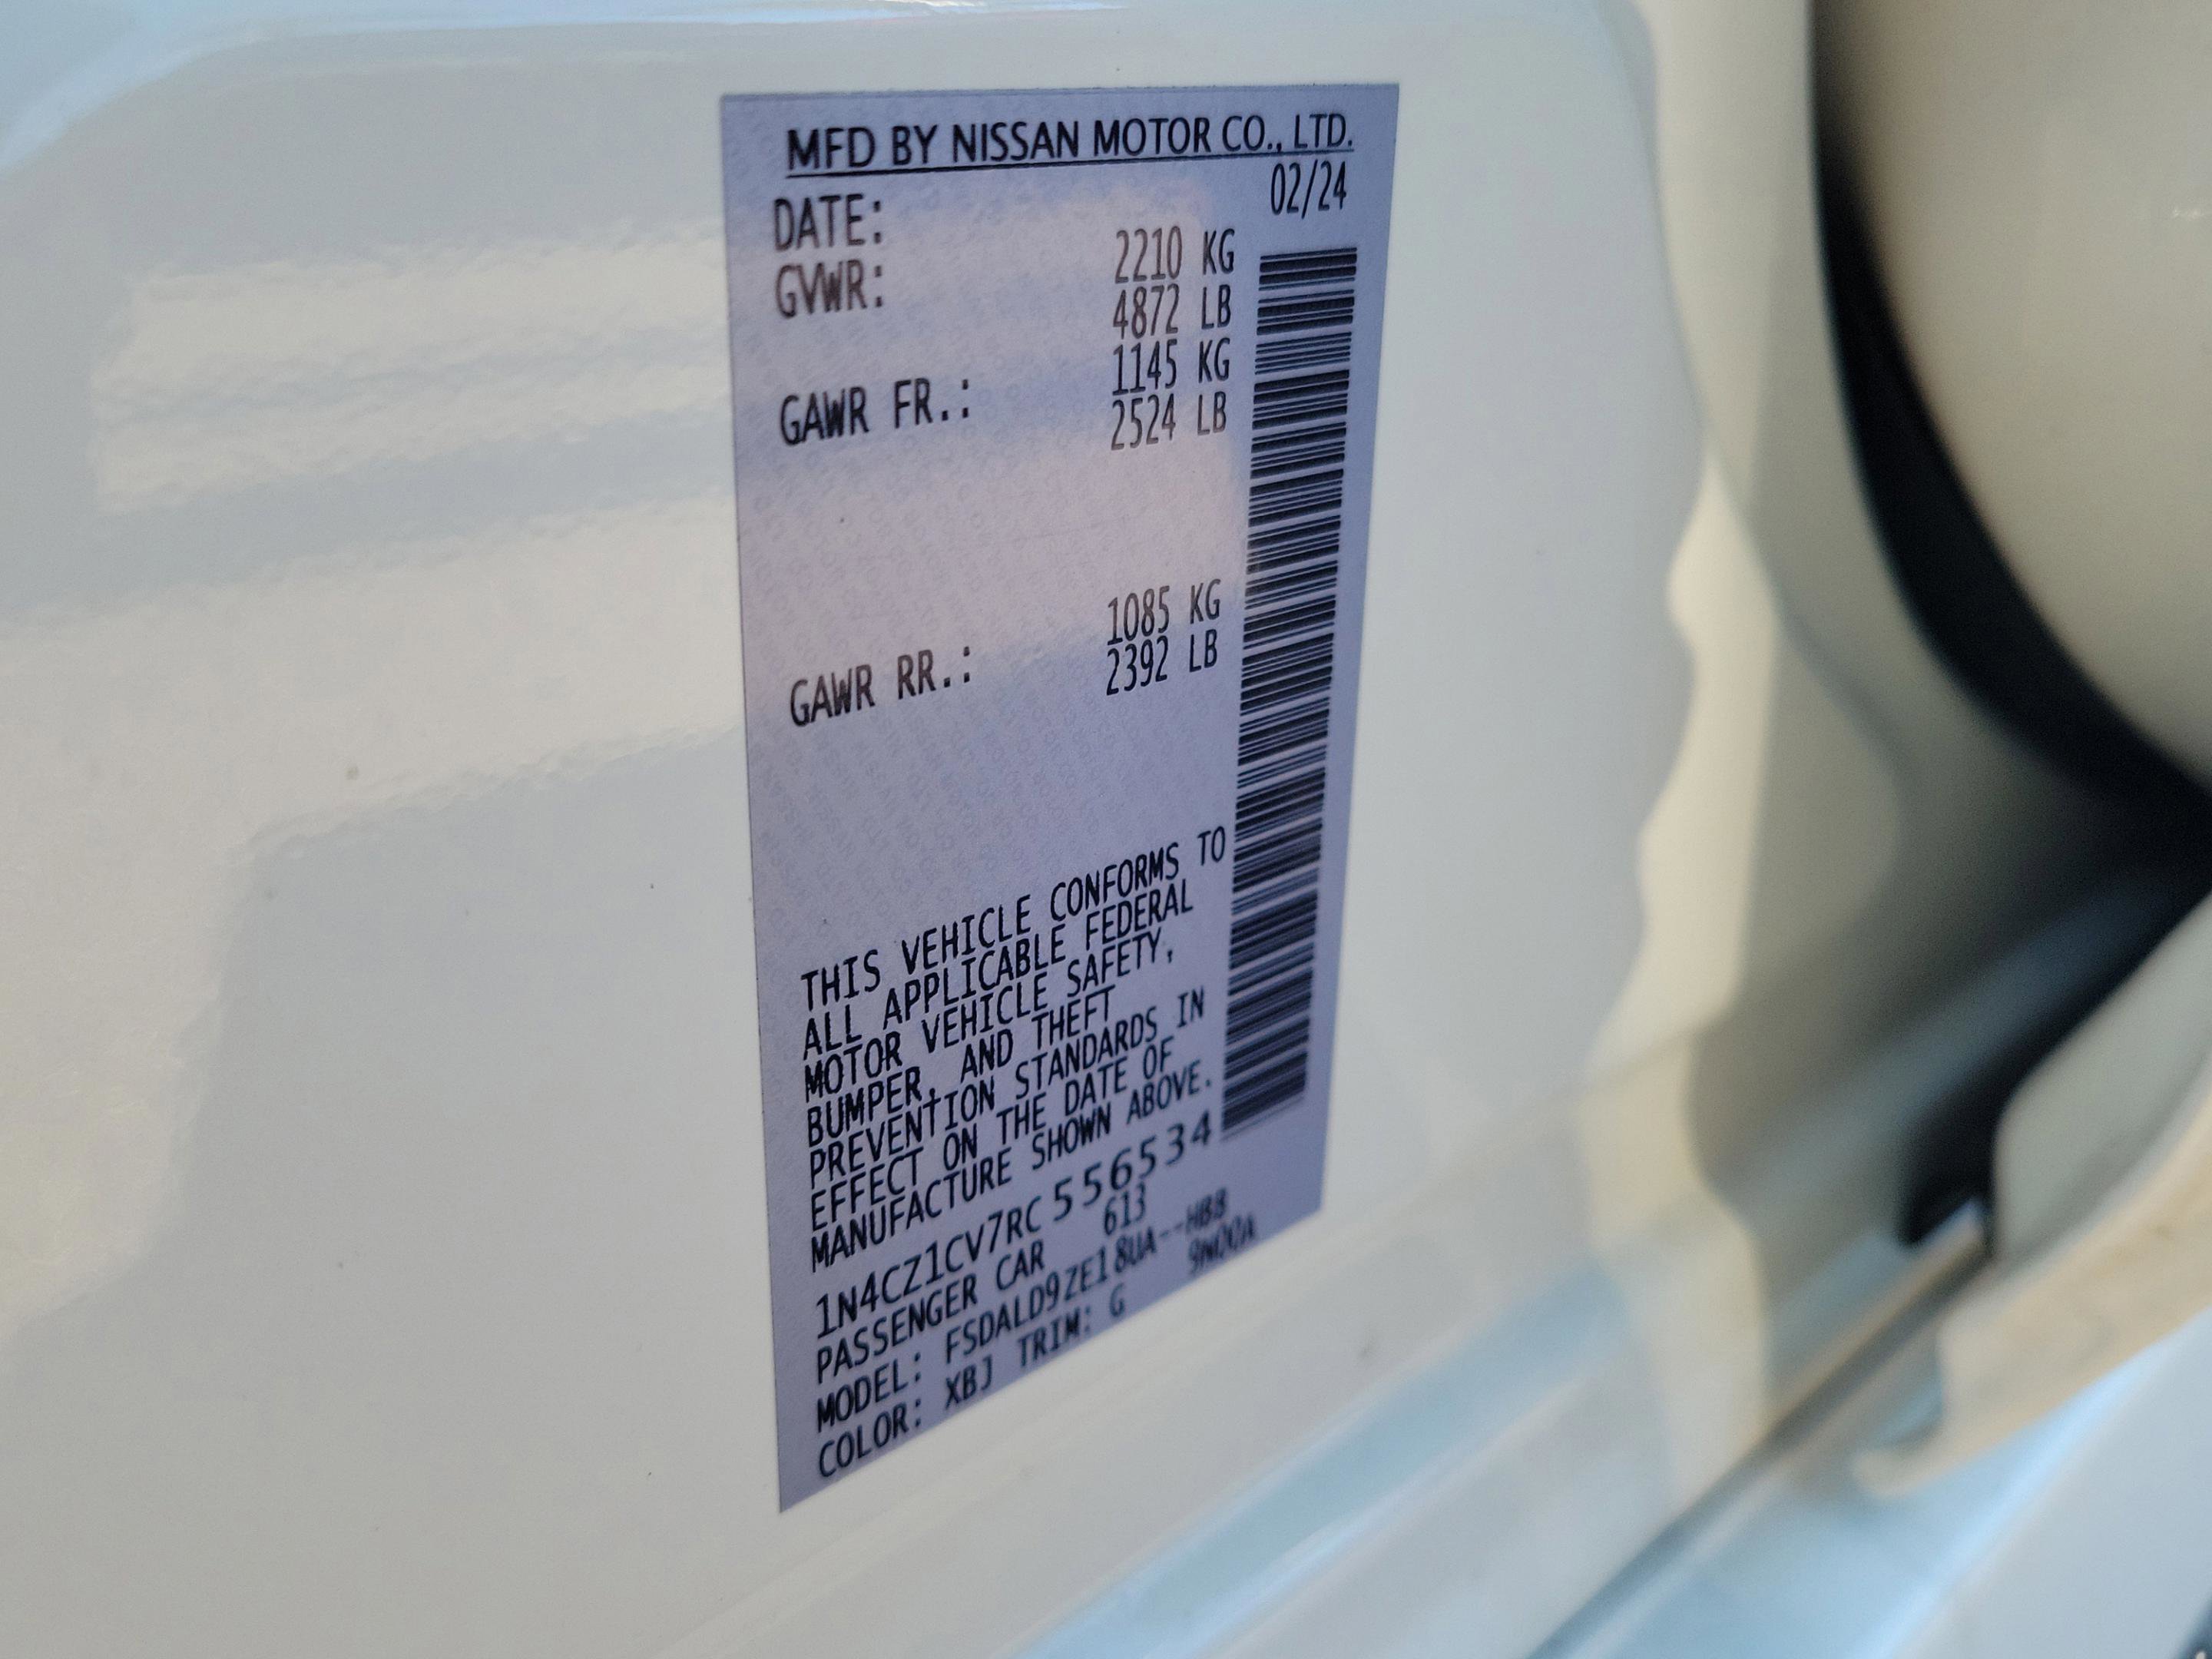 MFD BY NISSAN MOTOR CO., LTD.
DATE: 02/24
GVWR: 2210 KG
4872 LB
GAWR FR.: 1145 KG
2524 LB
GAWR RR.: 1085 KG
2392 LB
THIS VEHICLE CONFORMS TO
ALL APPLICABLE FEDERAL
MOTOR VEHICLE SAFETY,
BUMPER, AND THEFT
PREVENTION STANDARDS IN
EFFECT ON THE DATE OF
MANUFACTURE SHOWN ABOVE.
1N4CZ1CV7RC556534
PASSENGER CAR 613
MODEL: FSDALD9ZE18UA--HBB
COLOR: XBJ TRIM: G